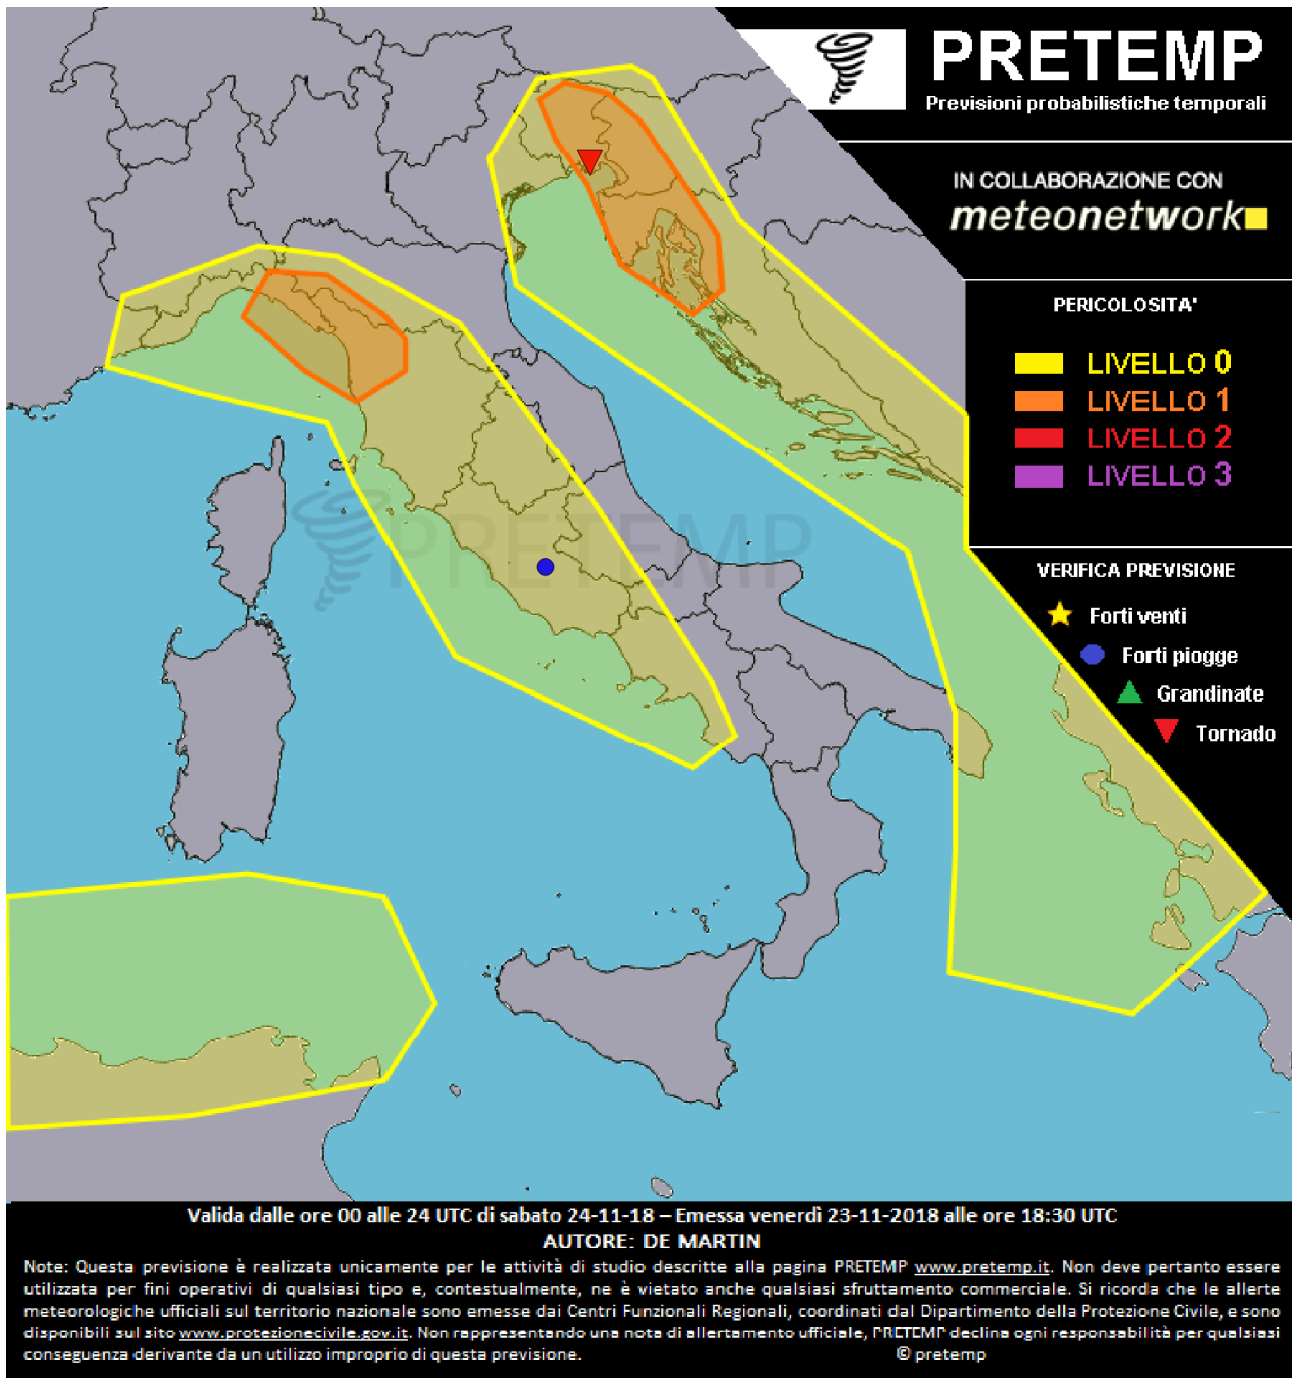 PRETEMP
Previsioni probabilistiche temporali
IN COLLABORAZIONE CON
meteonetwork
PERICOLOSITA'
LIVELLO 0
LIVELLO 1
LIVELLO 2
LIVELLO 3
PRETEMP
VERIFICA PREVISIONE
Forti venti
Forti piogge
Grandinate
Tornado
Valida dalle ore 00 alle 24 UTC di sabato 24-11-18 – Emessa venerdì 23-11-2018 alle ore 18:30 UTC
AUTORE: DE MARTIN
Note: Questa previsione è realizzata unicamente per le attività di studio descritte alla pagina PRETEMP www.pretemp.it. Non deve pertanto essere
utilizzata per fini operativi di qualsiasi tipo e, contestualmente, ne è vietato anche qualsiasi sfruttamento commerciale. Si ricorda che le allerte
meteorologiche ufficiali sul territorio nazionale sono emesse dai Centri Funzionali Regionali, coordinati dal Dipartimento della Protezione Civile, e sono
disponibili sul sito www.protezionecivile.gov.it. Non rappresentando una nota di allertamento ufficiale, PRETEMP declina ogni responsabilità per qualsiasi
conseguenza derivante da un utilizzo improprio di questa previsione. © pretemp